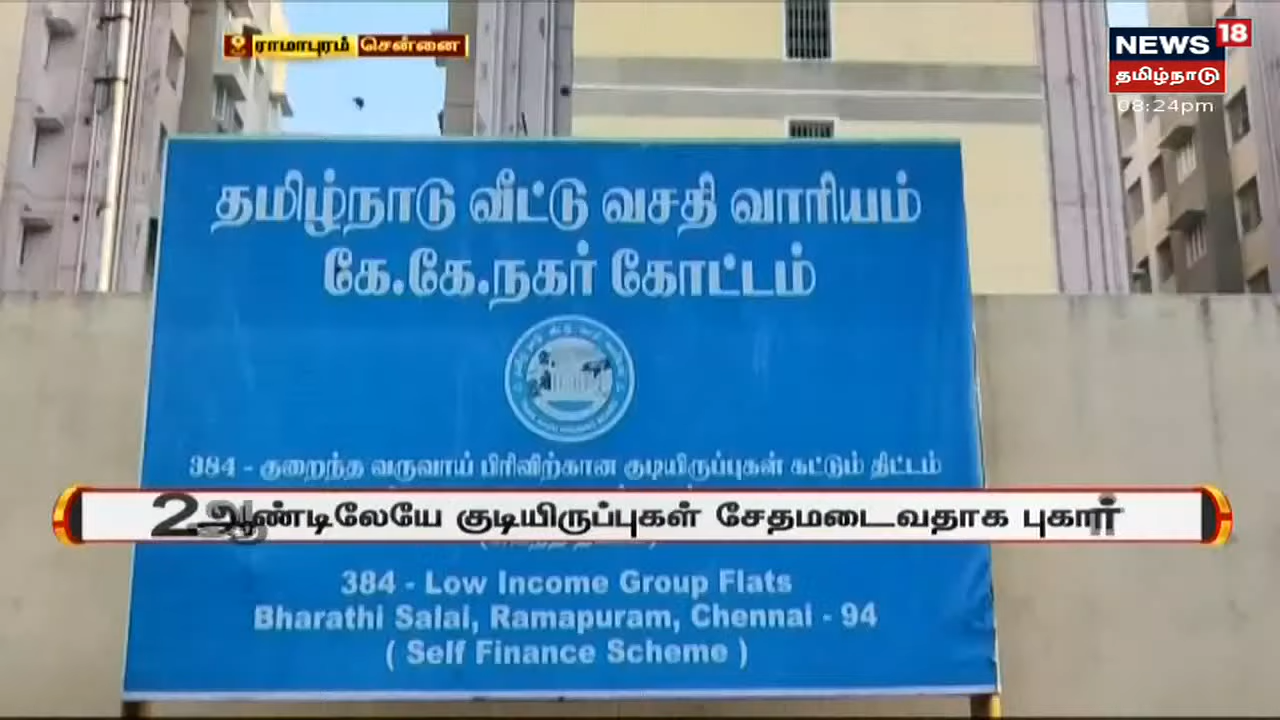 ராமாபுரம் சென்னை
NEWS 18
தமிழ்நாடு
08:24pm
தமிழ்நாடு வீட்டு வசதி வாரியம்
கே.கே.நகர் கோட்டம்
384 - குறைந்த வருவாய் பிரிவிற்கான குடியிருப்புகள் கட்டும் திட்டம்
2 ஆண்டிலேயே குடியிருப்புகள் சேதமடைவதாக புகார்
384 - Low Income Group Flats
Bharathi Salai, Ramapuram, Chennai - 94
( Self Finance Scheme )